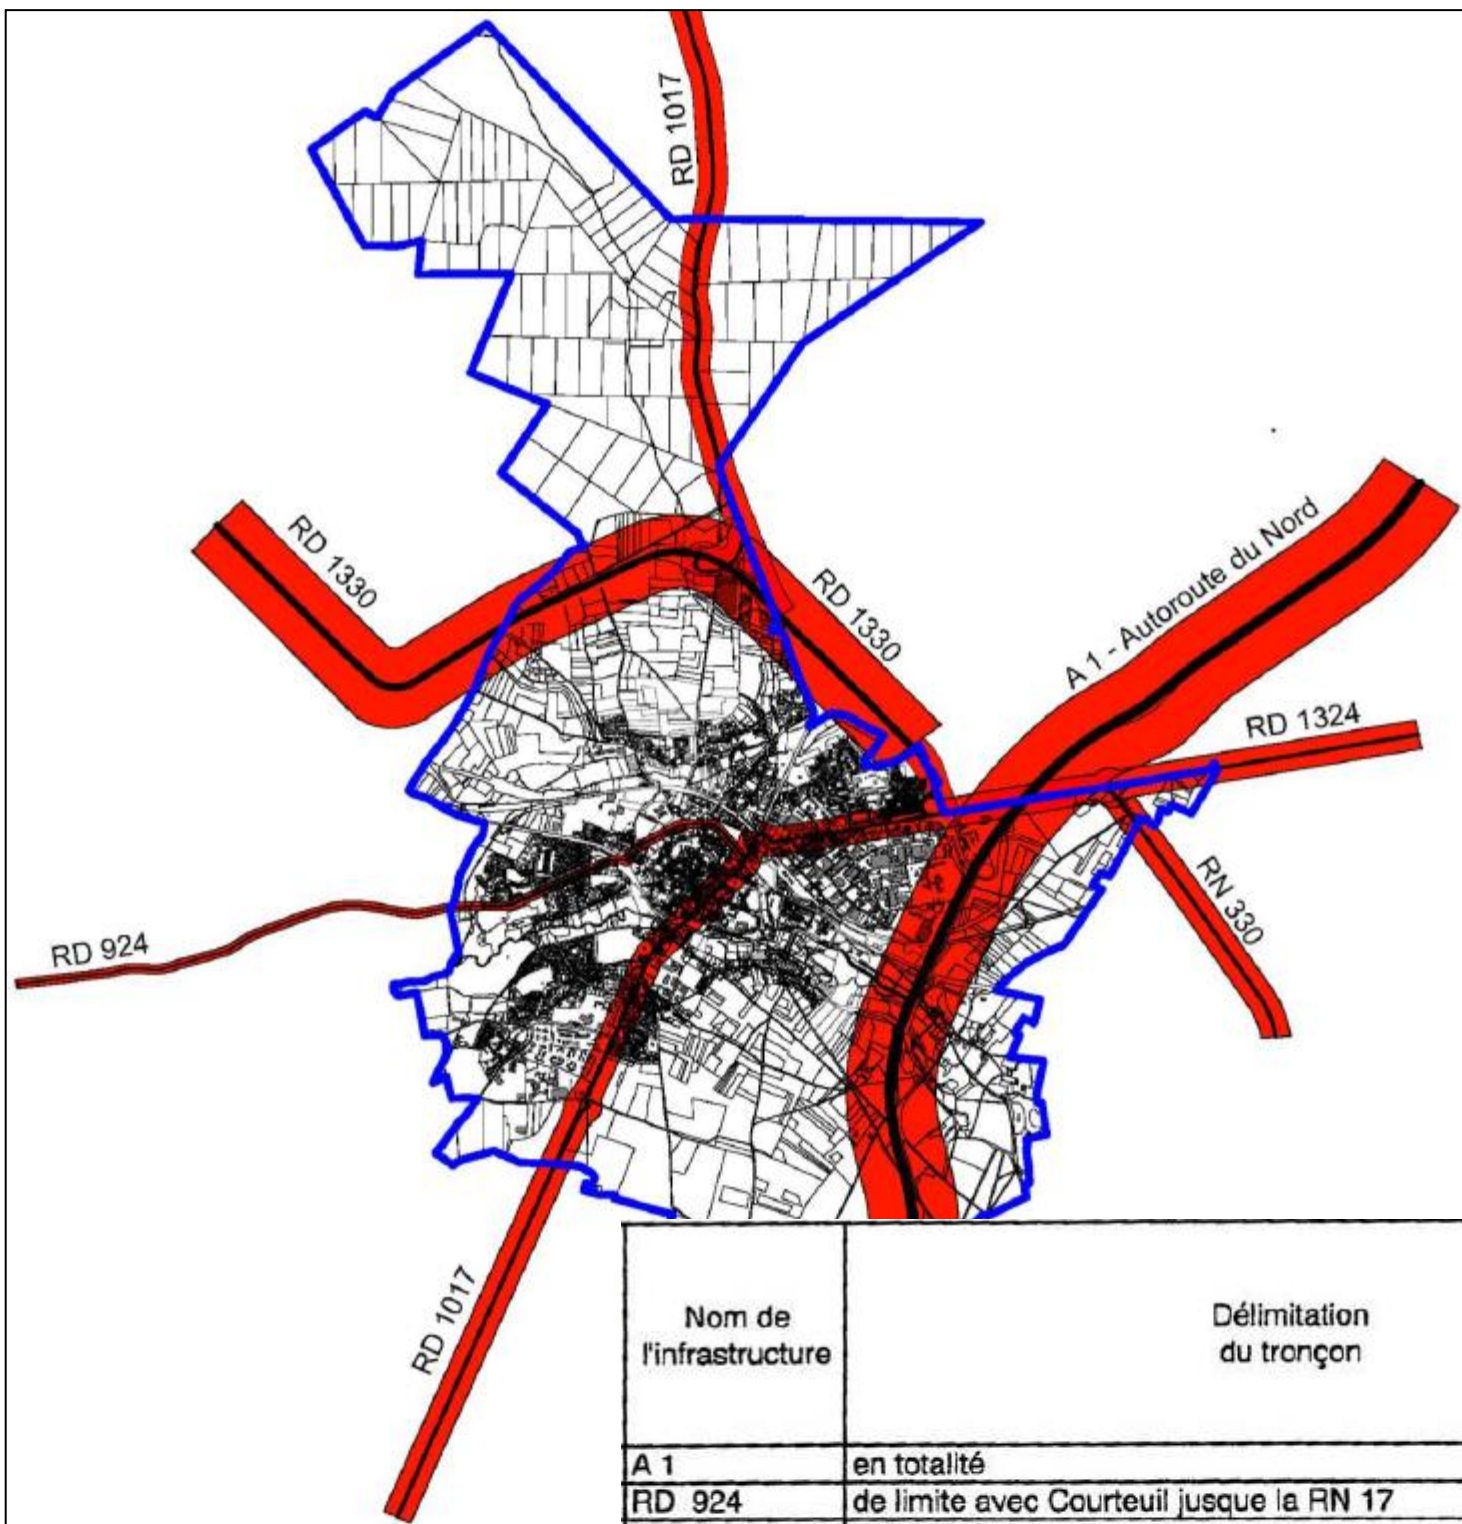 RD 1017
RD 1330
RD 1330
A 1 - Autoroute du Nord
RD 1324
RN 330
RD 924
RD 1017
Nom de
l'infrastructure
Délimitation
du tronçon
A 1
en totalité
RD 924
de limite avec Courteuil jusque la RN 17